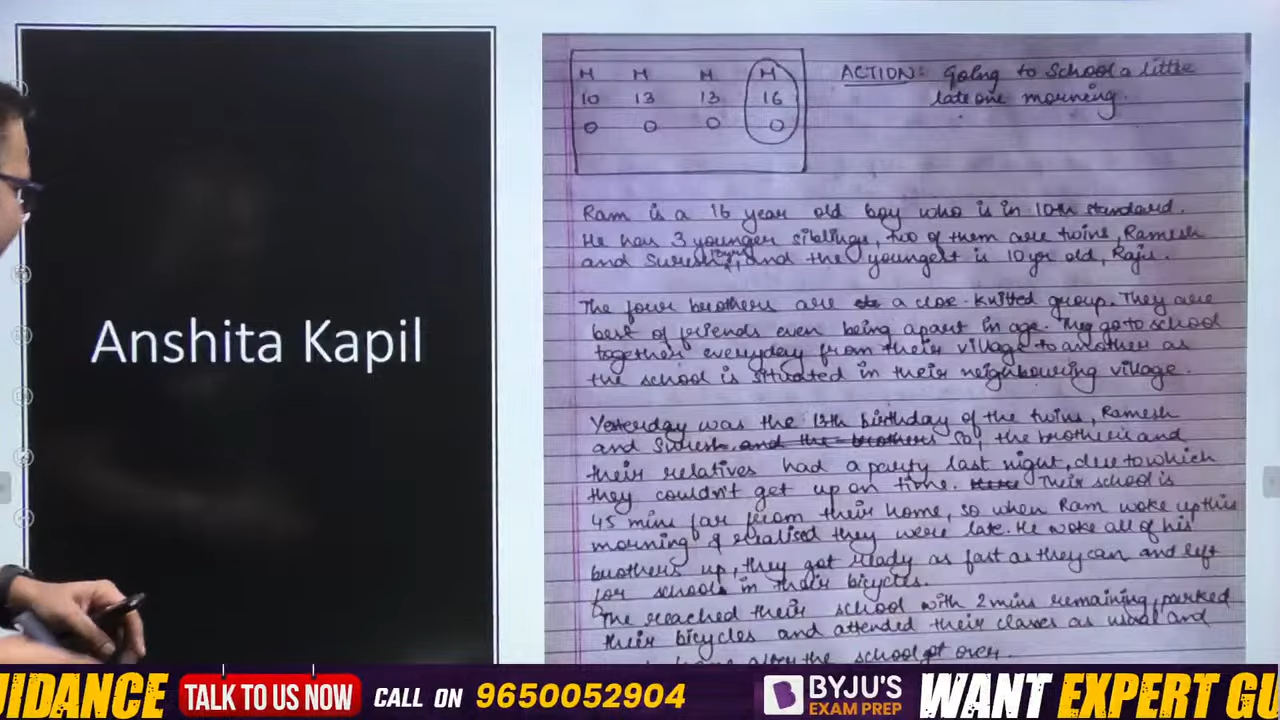 Anshita Kapil
M M M M
10 13 13 16
0 0 0 0
ACTION: Going to School a little
late one morning.
Ram is a 16 year old boy who is in 10th standard.
He has 3 younger siblings, two of them are twins, Ramesh
and Suresh, and the youngest is 10 yr old, Raju.
The four brothers are a close-knitted group. They are
best of friends even being apart in age. They go to school
together everyday from their village to another as
the school is situated in their neighbouring village.
Yesterday was the 13th birthday of the twins, Ramesh
and Suresh and the brothers so, the brothers and
their relatives had a party last night, due to which
they couldn't get up on time. Their school is
45 mins far from their home, so when Ram woke up this
morning & realised they were late. He woke all of his
brothers up, they got ready as fast as they can and left
for school in their bicycles.
The reached their school with 2 mins remaining, parked
their bicycles and attended their classes as usual and
home after the school got over.
UIDANCE TALK TO US NOW CALL ON 9650052904 BYJU'S EXAM PREP WANT EXPERT GU